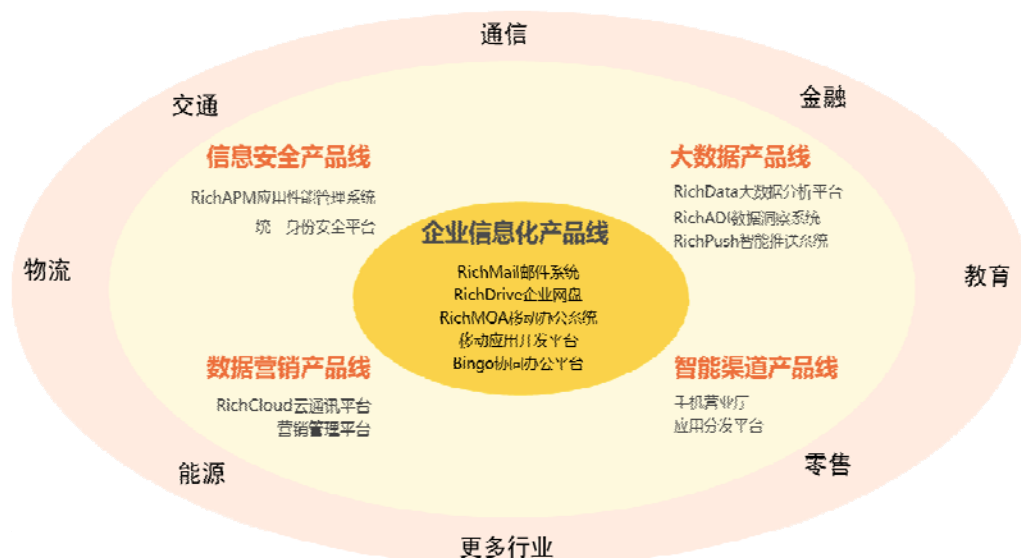 通信
交通
金融
信息安全产品线
大数据产品线
RichAPM应用性能管理系统
RichData大数据分析平台
统一身份安全平台
RichADI数据洞察系统
RichPush智能推送系统
企业信息化产品线
RichMail邮件系统
RichDrive企业网盘
RichMOA移动办公系统
移动应用开发平台
Bingo协同办公平台
物流
教育
数据营销产品线
智能渠道产品线
RichCloud云通讯平台
手机营业厅
营销管理平台
应用分发平台
能源
零售
更多行业